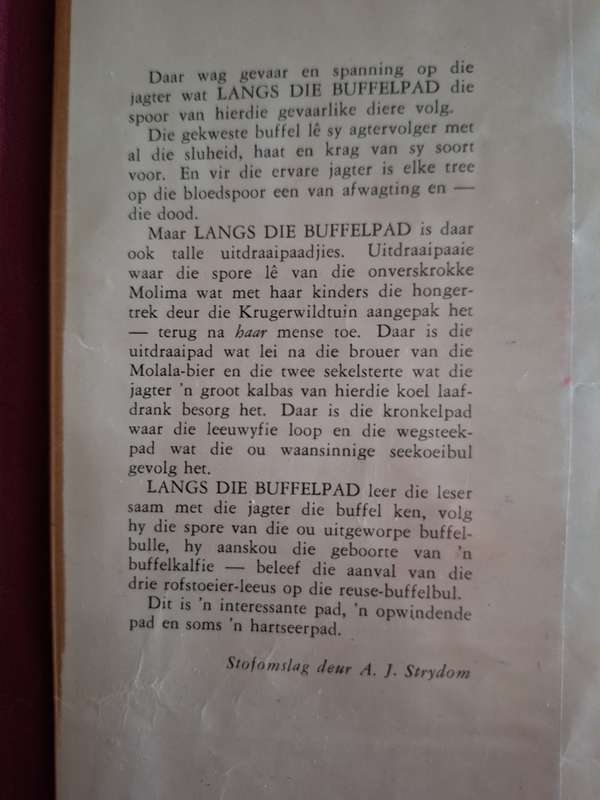 Daar wag gevaar en spanning op die
jagter wat LANGS DIE BUFFELPAD die
spoor van hierdie gevaarlike diere volg.
Die gekweste buffel lê sy agtervolger met
al die sluheid, haat en krag van sy soort
voor. En vir die ervare jagter is elke tree
op die bloedspoor een van afwagting en —
die dood.
Maar LANGS DIE BUFFELPAD is daar
ook talle uitdraaipaadjies. Uitdraaipaaie
waar die spore lê van die onverskrokke
Molima wat met haar kinders die honger-
trek deur die Krugerwildtuin aangepak het
— terug na haar mense toe. Daar is die
uitdraaipad wat lei na die brouer van die
Molala-bier en die twee sekelsterte wat die
jagter 'n groot kalbas van hierdie koel laaf-
drank besorg het. Daar is die kronkelpad
waar die leeuwyfie loop en die wegsteek-
pad wat die ou waansinnige seekoeibul
gevolg het.
LANGS DIE BUFFELPAD leer die leser
saam met die jagter die buffel ken, volg
hy die spore van die ou uitgeworpe buffel-
bulle, hy aanskou die geboorte van 'n
buffelkalfie — beleef die aanval van die
drie rofstoeier-leeus op die reuse-buffelbul.
Dit is 'n interessante pad, 'n opwindende
pad en soms 'n hartseerpad.
Stofomslag deur A. J. Strydom